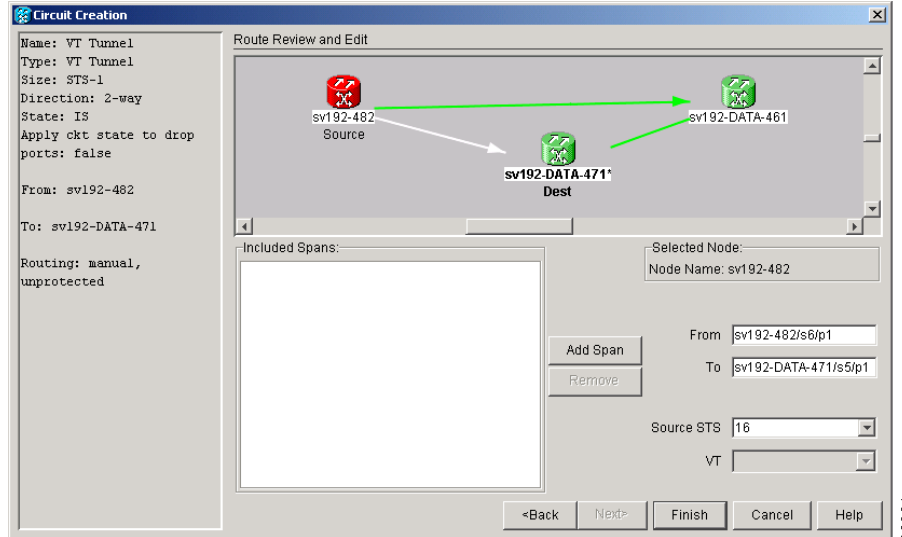 Circuit Creation
Name: VT Tunnel
Type: VT Tunnel
Size: STS-1
Direction: 2-way
State: IS
Apply ckt state to drop
ports: false
From: sv192-482
To: sv192-DATA-471
Routing: manual,
unprotected
Route Review and Edit
sv192-482
Source
sv192-DATA-461
sv192-DATA-471*
Dest
Included Spans:
Add Span
Remove
Selected Node:
Node Name: sv192-482
From sv192-482/s6/p1
To sv192-DATA-471/s5/p1
Source STS 16
VT
<Back Next> Finish Cancel Help